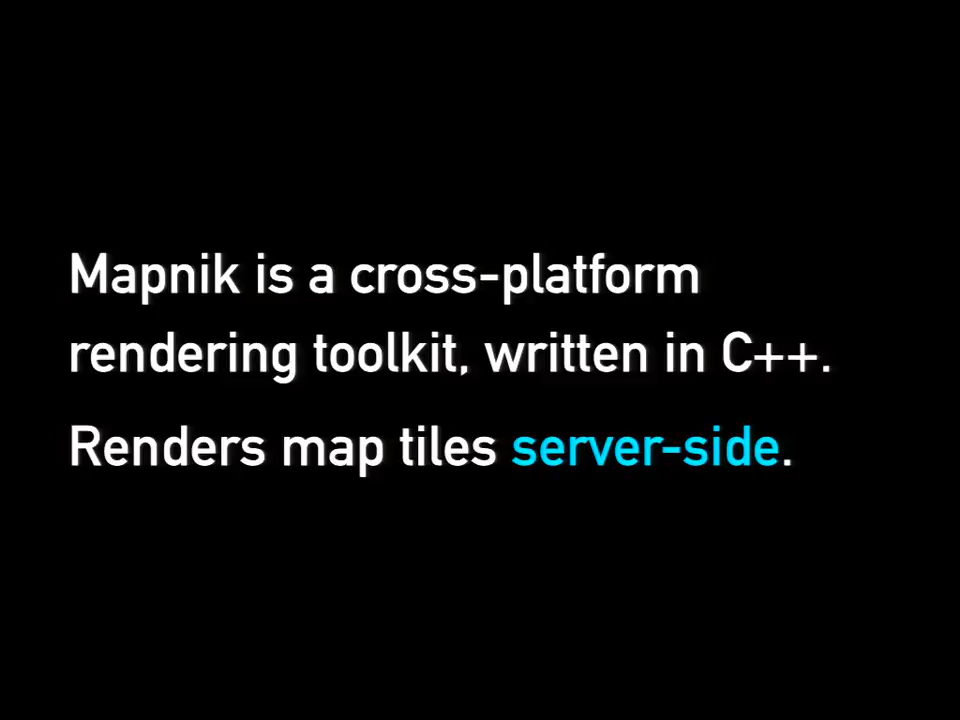 Mapnik is a cross-platform
rendering toolkit, written in C++.
Renders map tiles server-side.